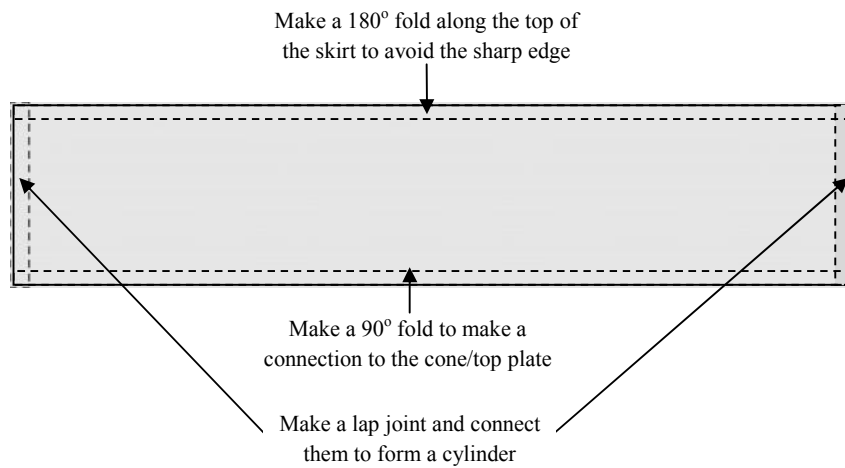 Make a 180° fold along the top of
the skirt to avoid the sharp edge
Make a 90° fold to make a
connection to the cone/top plate
Make a lap joint and connect
them to form a cylinder